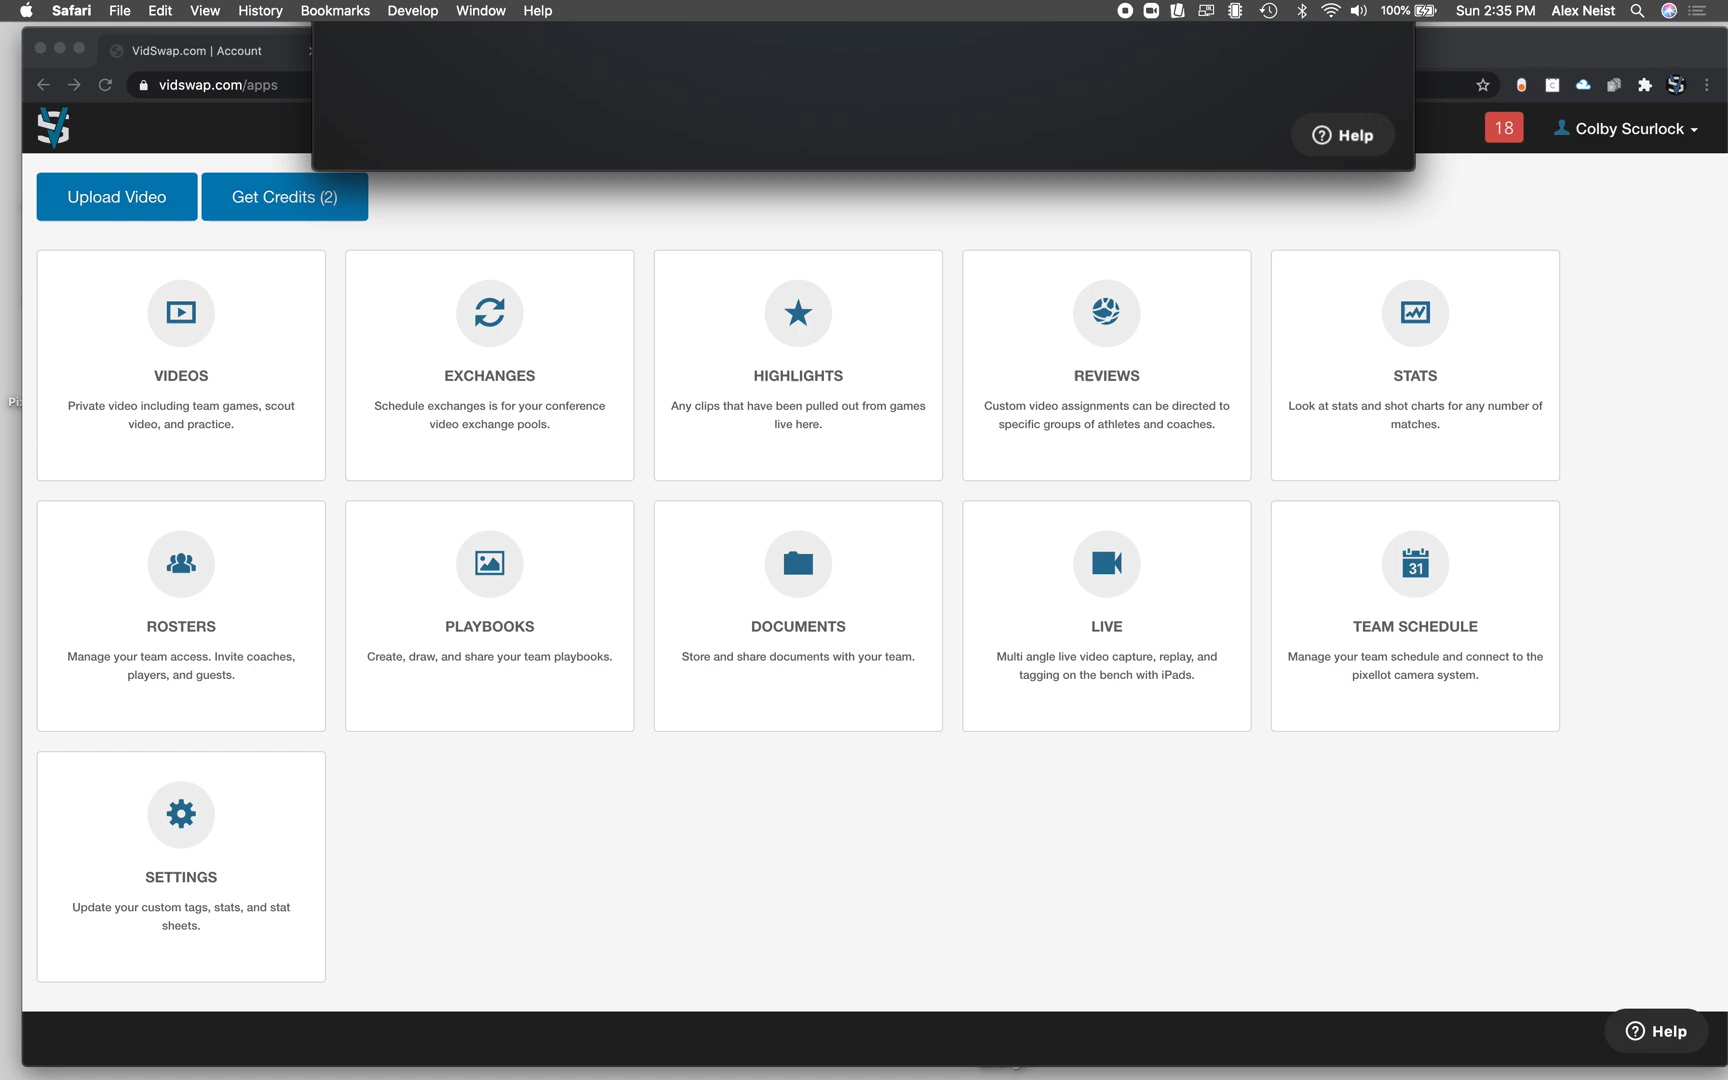 Safari File Edit View History Bookmarks Develop Window Help 100% Sun 2:35 PM Alex Neist
VidSwap.com | Account
vidswap.com/apps
Help
18 Colby Scurlock
Upload Video Get Credits (2)
VIDEOS
Private video including team games, scout
video, and practice.
EXCHANGES
Schedule exchanges is for your conference
video exchange pools.
HIGHLIGHTS
Any clips that have been pulled out from games
live here.
REVIEWS
Custom video assignments can be directed to
specific groups of athletes and coaches.
STATS
Look at stats and shot charts for any number of
matches.
ROSTERS
Manage your team access. Invite coaches,
players, and guests.
PLAYBOOKS
Create, draw, and share your team playbooks.
DOCUMENTS
Store and share documents with your team.
LIVE
Multi angle live video capture, replay, and
tagging on the bench with iPads.
31
TEAM SCHEDULE
Manage your team schedule and connect to the
pixellot camera system.
SETTINGS
Update your custom tags, stats, and stat
sheets.
Help